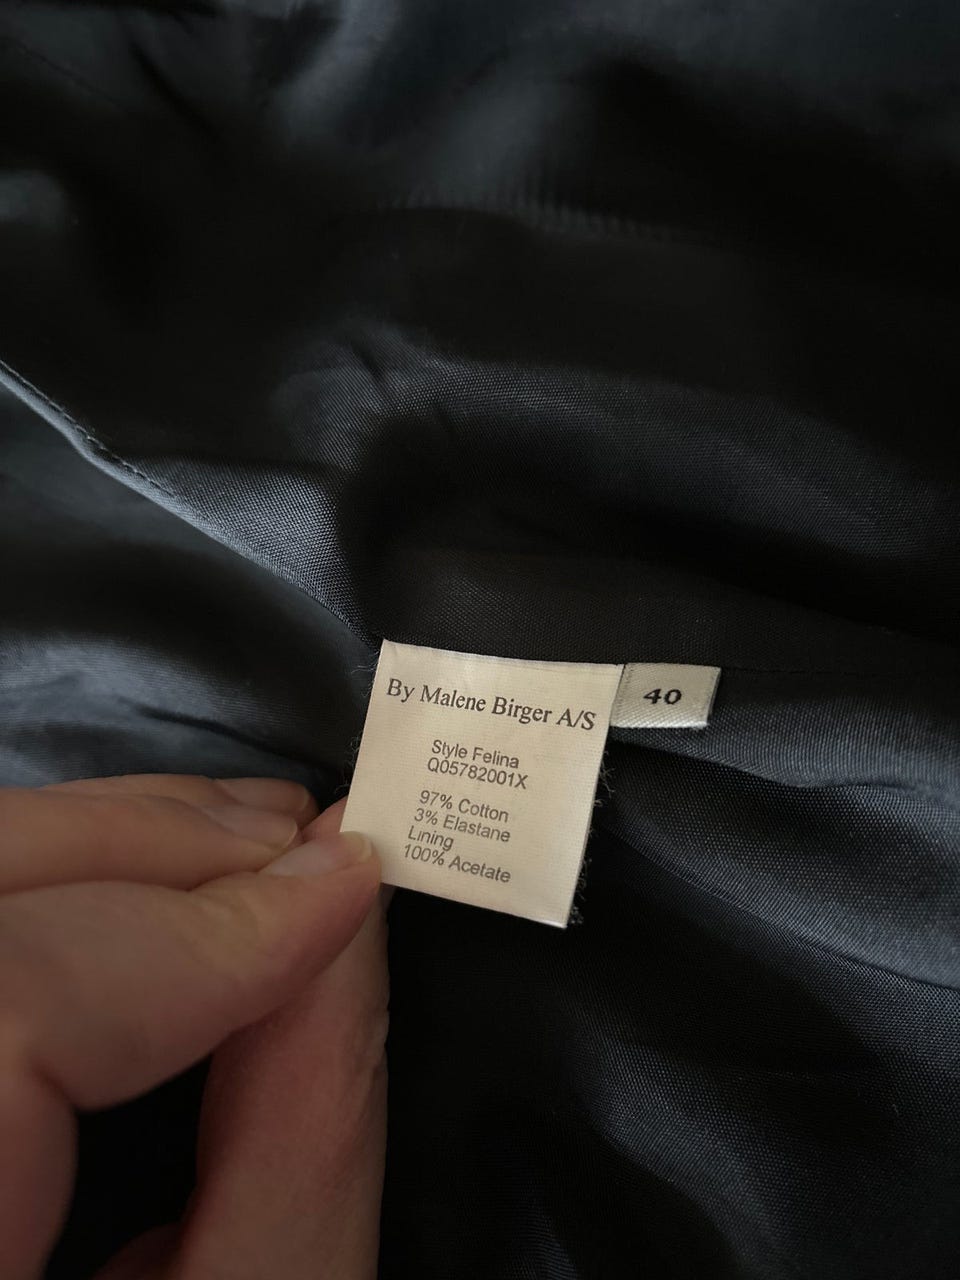 By Malene Birger A/S
40
Style Felina
Q05782001X
97% Cotton
3% Elastane
Lining
100% Acetate